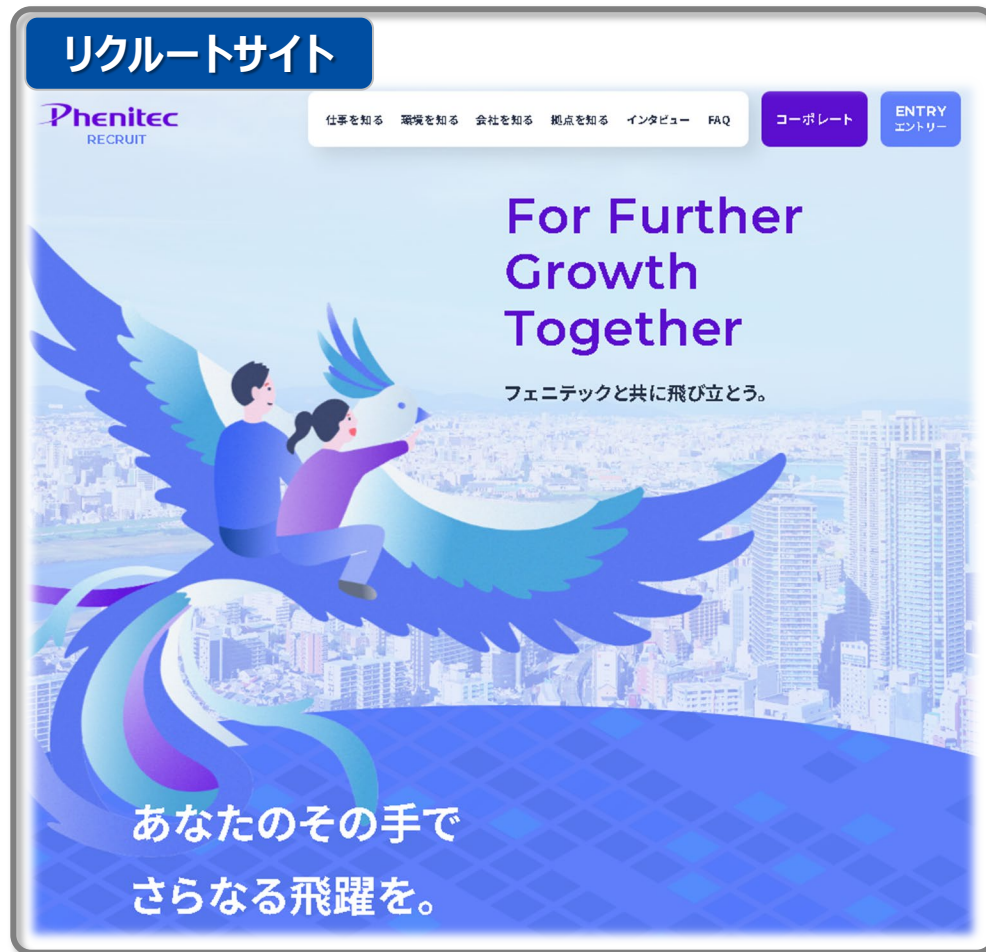 リクルートサイト
Phenitec
RECRUIT
仕事を知る 環境を知る 会社を知る 拠点を知る インタビュー FAQ
コーポレート
ENTRY
エントリー
For Further
Growth
Together
フェニテックと共に飛び立とう。
あなたのその手で
さらなる飛躍を。